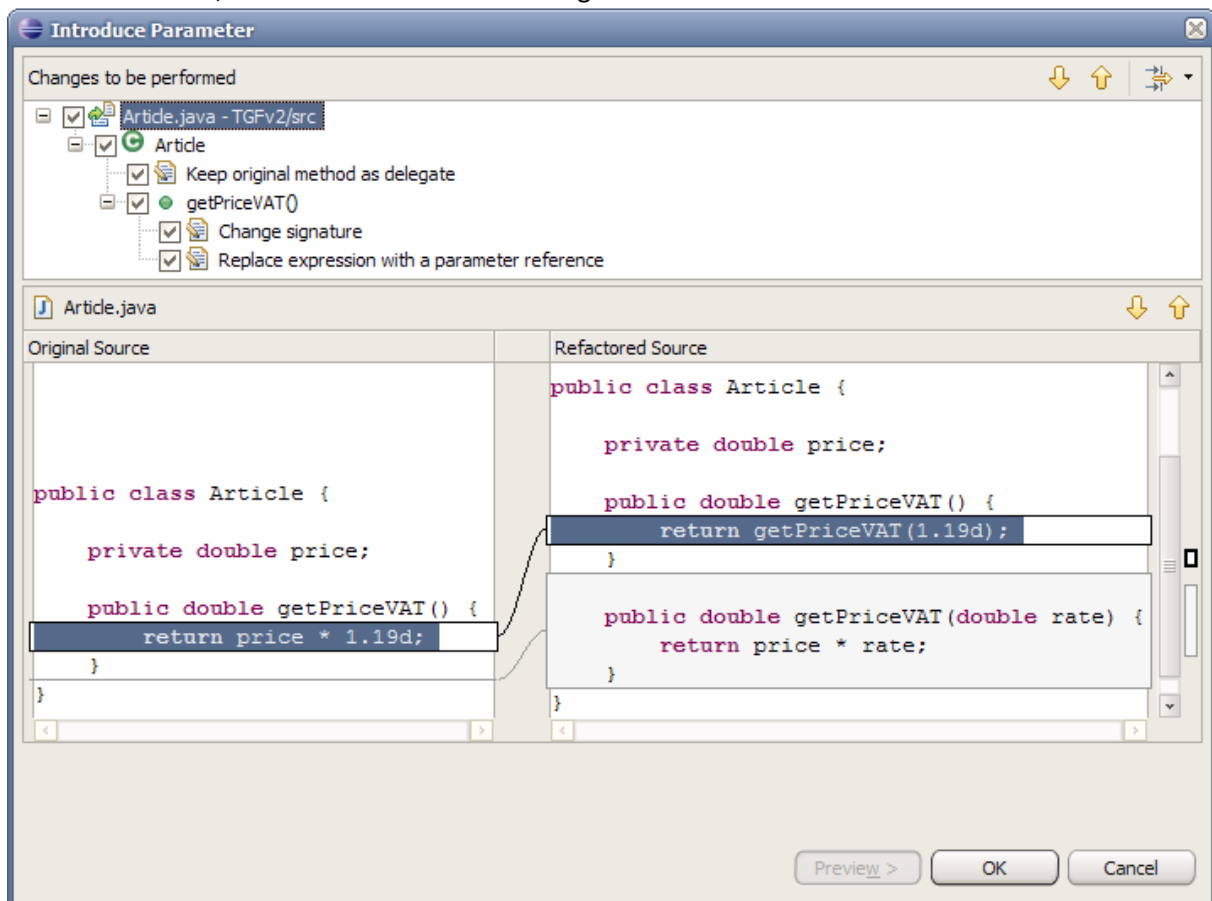 Introduce Parameter
Changes to be performed
Article.java - TGFv2/src
Article
Keep original method as delegate
getPriceVAT()
Change signature
Replace expression with a parameter reference
Article.java
Original Source
public class Article {
private double price;
public double getPriceVAT() {
return price * 1.19d;
}
}
Refactored Source
public class Article {
private double price;
public double getPriceVAT() {
return getPriceVAT(1.19d);
}
public double getPriceVAT(double rate) {
return price * rate;
}
}
Preview >
OK
Cancel